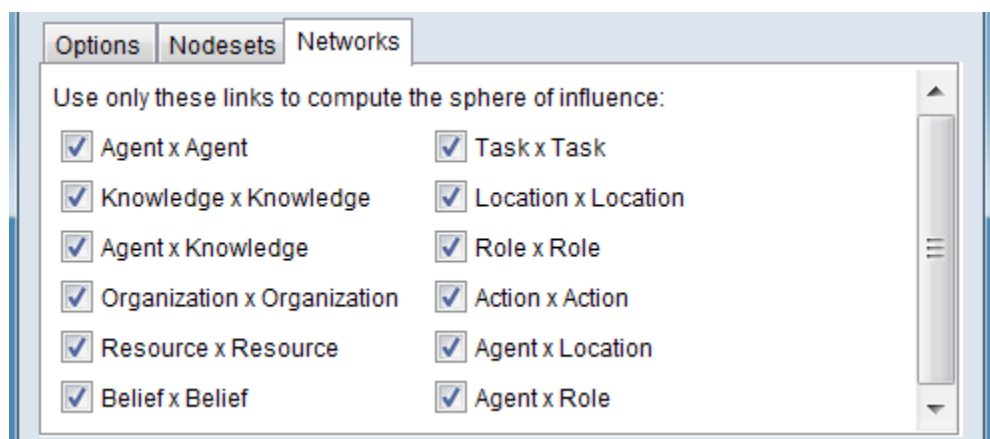 Options Nodesets Networks
Use only these links to compute the sphere of influence:
Agent x Agent Task x Task
Knowledge x Knowledge Location x Location
Agent x Knowledge Role x Role
Organization x Organization Action x Action
Resource x Resource Agent x Location
Belief x Belief Agent x Role